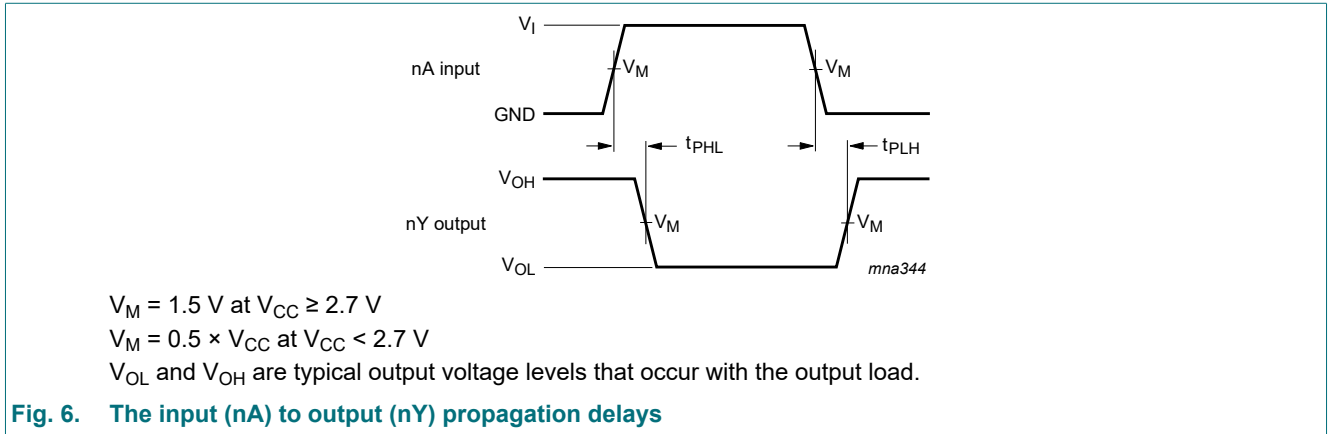 V_I
nA input
V_M
V_M
GND
t_PHL
t_PLH
V_OH
nY output
V_M
V_M
V_OL
mna344
V_M = 1.5 V at V_CC ≥ 2.7 V
V_M = 0.5 × V_CC at V_CC < 2.7 V
V_OL and V_OH are typical output voltage levels that occur with the output load.
Fig. 6. The input (nA) to output (nY) propagation delays